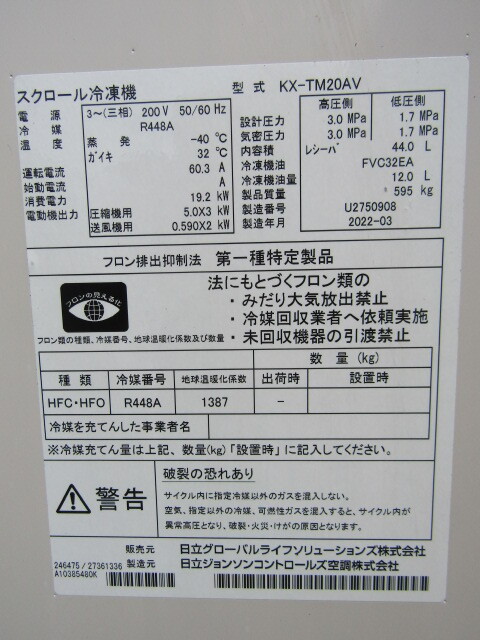 スクロール冷凍機 型式 KX-TM20AV
電源 3～(三相) 200 V 50/60 Hz
冷媒 R448A
温度 蒸発 -40 ℃
ガイキ 32 ℃
運転電流 60.3 A
始動電流 A
消費電力 19.2 kW
電動機出力 圧縮機用 5.0X3 kW
送風機用 0.590X2 kW
高圧側 低圧側
設計圧力 3.0 MPa 1.7 MPa
気密圧力 3.0 MPa 1.7 MPa
内容積 レシーバ 44.0 L
冷凍機油 FVC32EA
冷凍機油量 12.0 L
製品質量 595 kg
製造番号 U2750908
製造年月 2022-03
フロン排出抑制法 第一種特定製品
フロンの見える化
法にもとづくフロン類の
・みだり大気放出禁止
・冷媒回収業者へ依頼実施
・未回収機器の引渡禁止
フロン類の種類、冷媒番号、地球温暖化係数及び数量
数量 (kg)
種類 冷媒番号 地球温暖化係数 出荷時 設置時
HFC・HFO R448A 1387 -
冷媒を充てんした事業者名
※冷媒充てん量は上記、数量(kg)「設置時」に記入してください。
警告
破裂の恐れあり
サイクル内に指定冷媒以外のガスを混入しない。
空気、指定以外の冷媒、可燃性ガスを混入すると、サイクル内が
異常高圧となり、破裂・火災・けがの原因となる。
販売元 日立グローバルライフソリューションズ株式会社
246475 / 27361336 製造元 日立ジョンソンコントロールズ空調株式会社
A10385480K